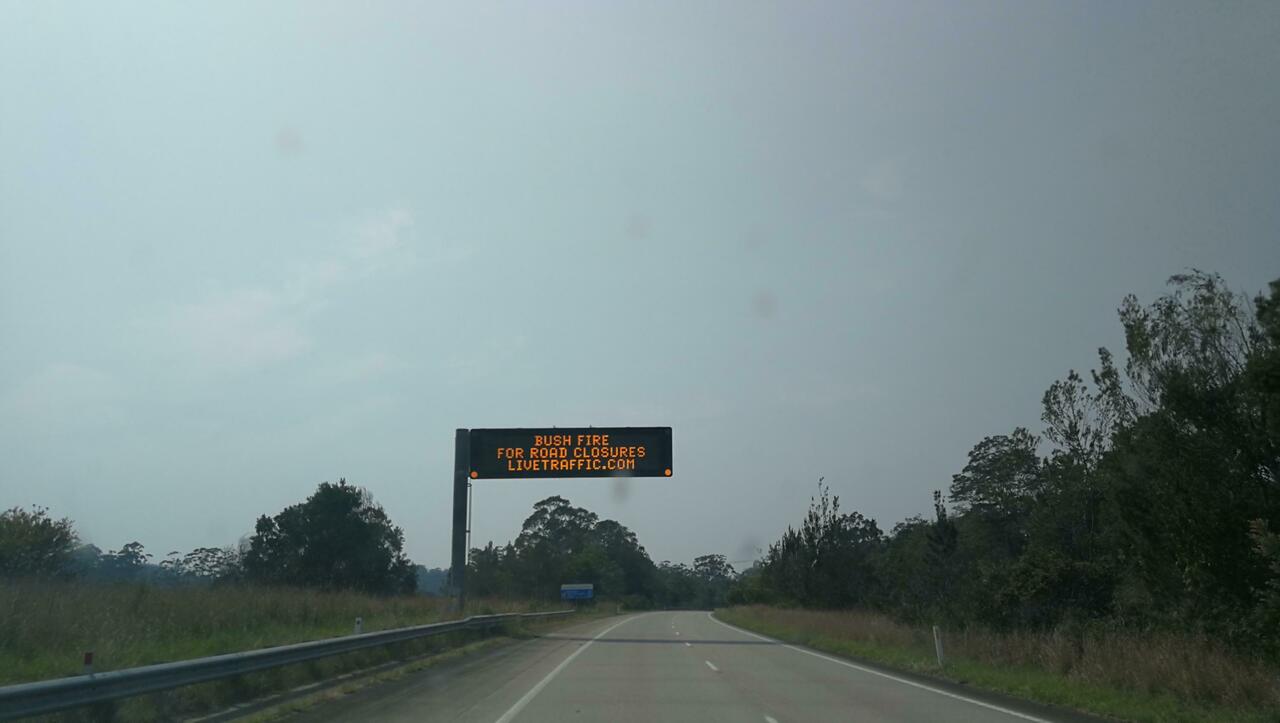 BUSH FIRE
FOR ROAD CLOSURES
LIVETRAFFIC.COM